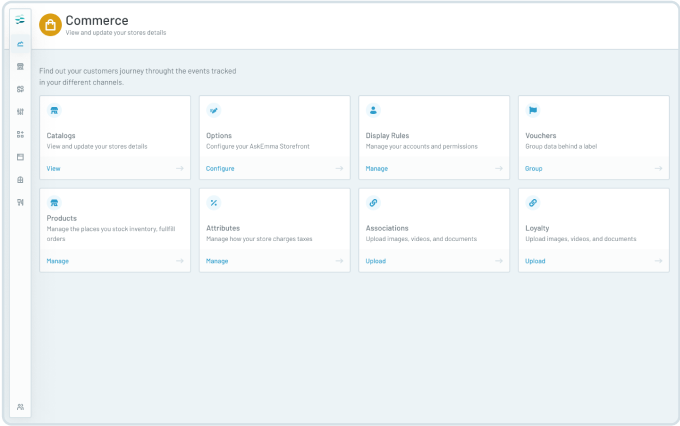 Commerce
View and update your stores details
Find out your customers journey throught the events tracked
in your different channels.
Catalogs
View and update your stores details
View
Options
Configure your AskEmma Storefront
Configure
Display Rules
Manage your accounts and permissions
Manage
Vouchers
Group data behind a label
Group
Products
Manage the places you stock inventory, fullfill
orders
Manage
Attributes
Manage how your store charges taxes
Manage
Associations
Upload images, videos, and documents
Upload
Loyalty
Upload images, videos, and documents
Upload